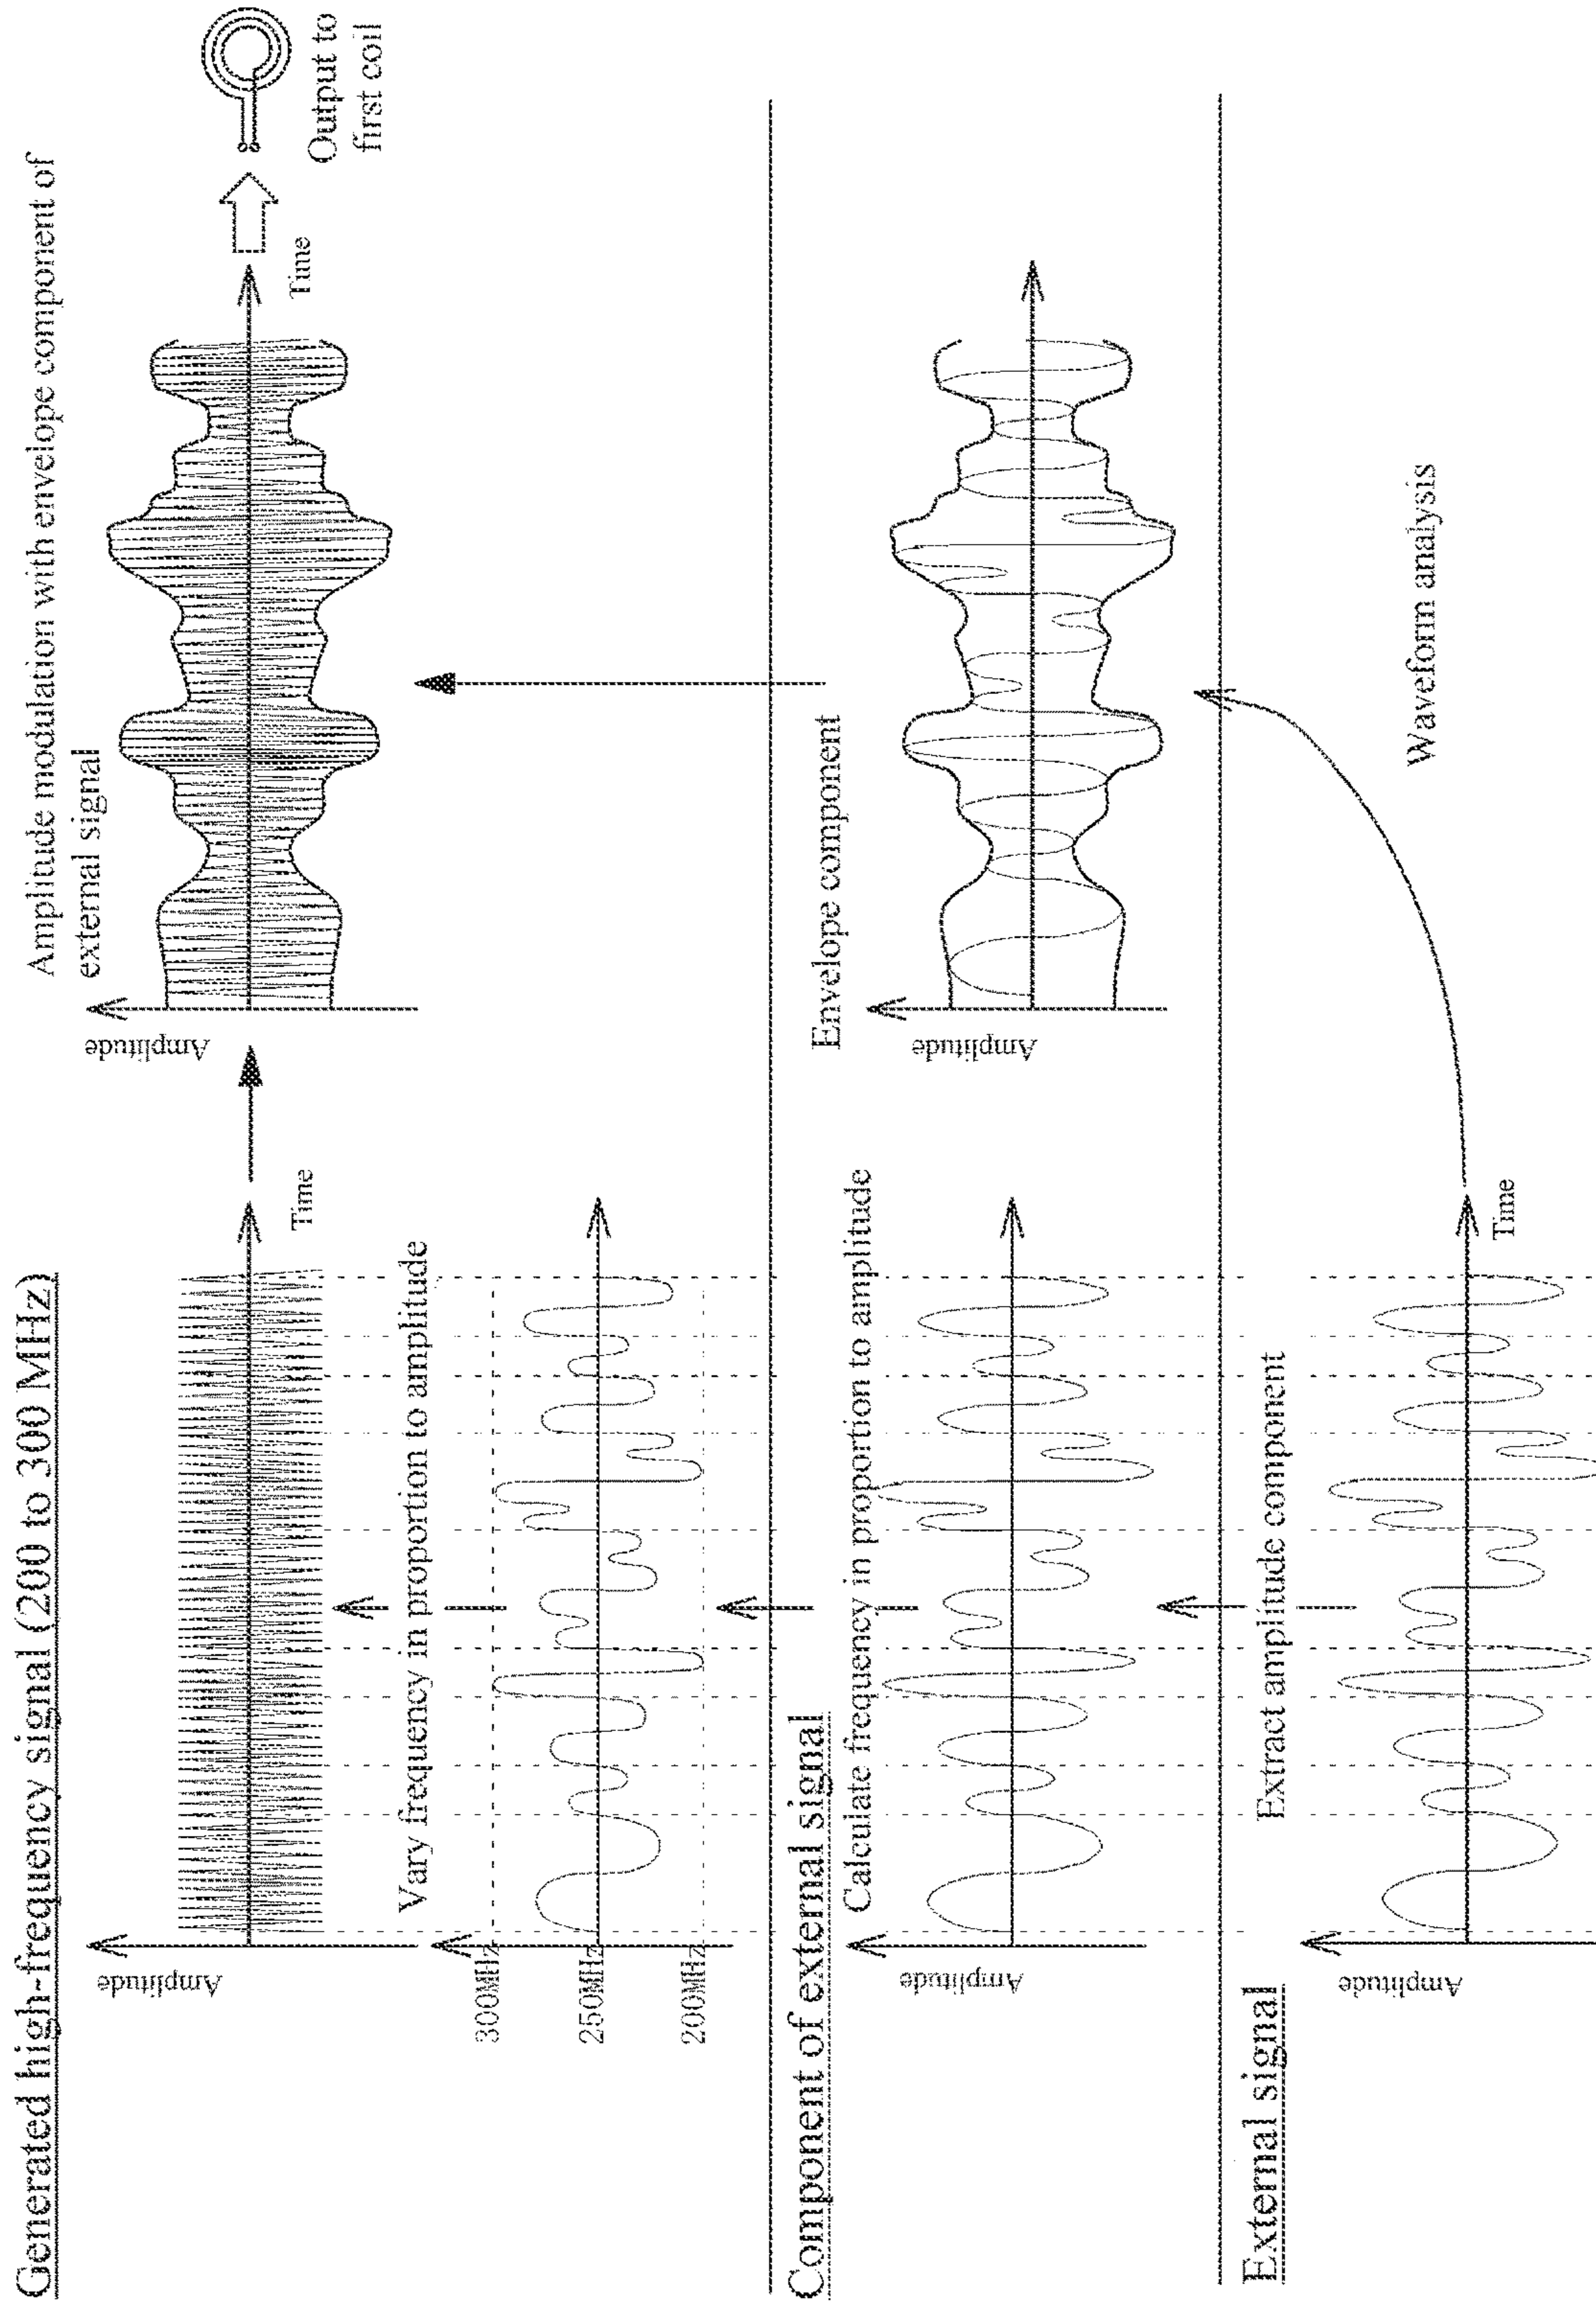 Generated high-frequency signal (200 to 300 MHz)
Amplitude modulation with envelope component of
external signal
Amplitude
Time
Amplitude
Time
Output to
first coil
Vary frequency in proportion to amplitude
300MHz
250MHz
200MHz
Component of external signal
Calculate frequency in proportion to amplitude
Amplitude
Envelope component
Amplitude
External signal
Extract amplitude component
Amplitude
Time
Waveform analysis